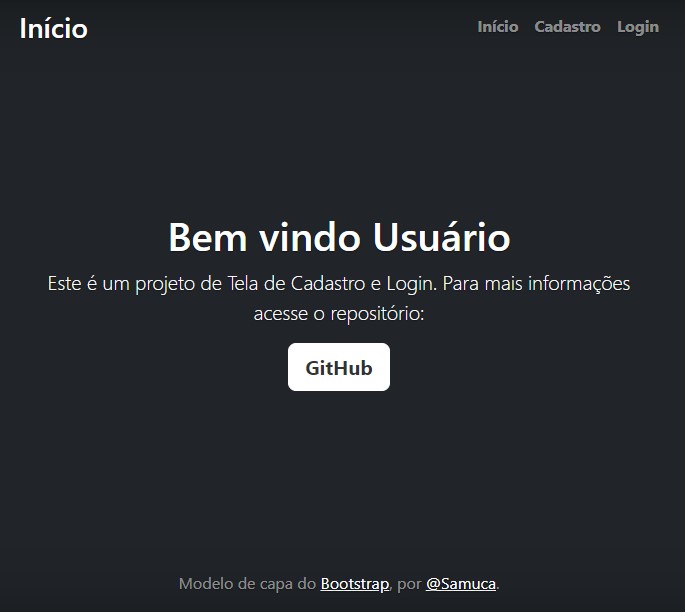 Início
Início Cadastro Login
Bem vindo Usuário
Este é um projeto de Tela de Cadastro e Login. Para mais informações
acesse o repositório:
GitHub
Modelo de capa do Bootstrap, por @Samuca.